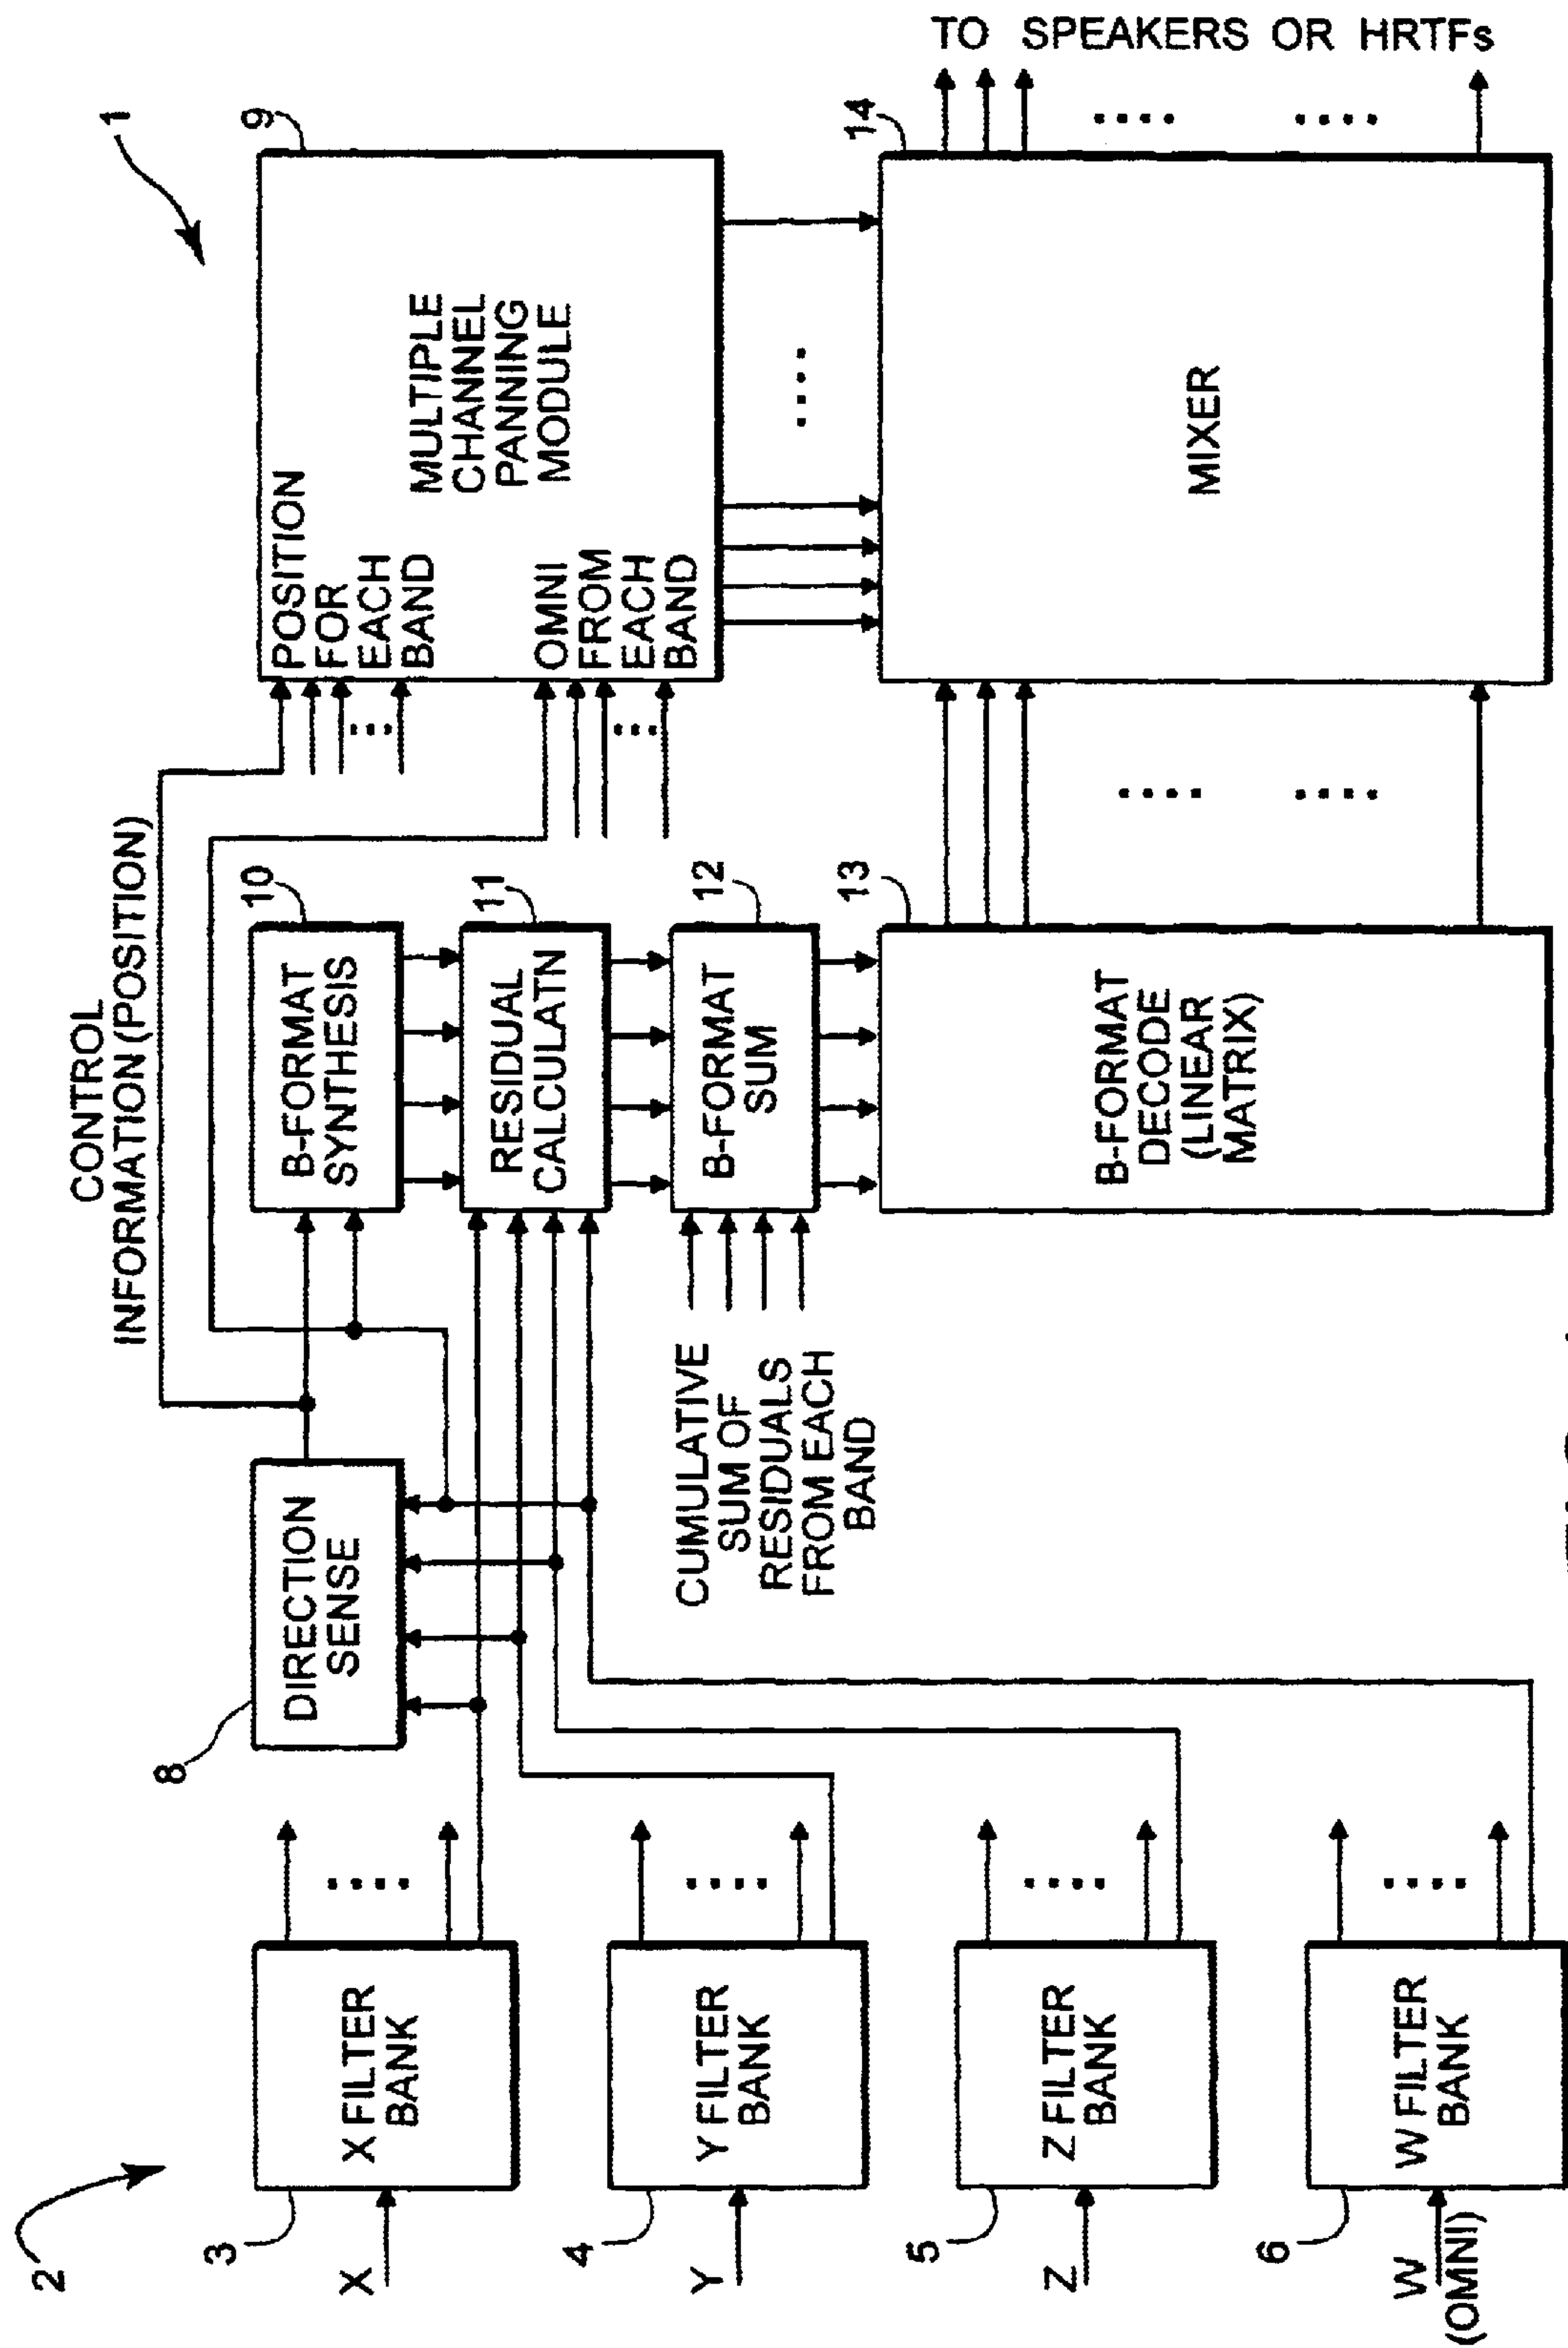 1
2
CONTROL
INFORMATION (POSITION)
3
X FILTER
BANK
X
4
Y FILTER
BANK
Y
5
Z FILTER
BANK
Z
6
W FILTER
BANK
W
(OMNI)
8
DIRECTION
SENSE
10
B-FORMAT
SYNTHESIS
11
RESIDUAL
CALCULATN
12
B-FORMAT
SUM
CUMULATIVE
SUM OF
RESIDUALS
FROM EACH
BAND
13
B-FORMAT
DECODE
(LINEAR
MATRIX)
9
POSITION
FOR
EACH
BAND
OMNI
FROM
EACH
BAND
MULTIPLE
CHANNEL
PANNING
MODULE
14
MIXER
TO SPEAKERS OR HRTFs